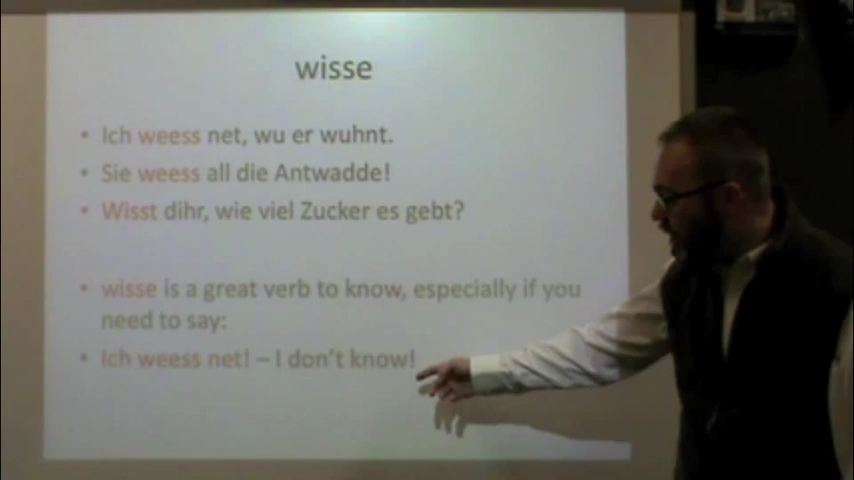 wisse
• Ich weess net, wu er wuhnt.
• Sie weess all die Antwadde!
• Wisst dihr, wie viel Zucker es gebt?
• wisse is a great verb to know, especially if you
need to say:
• Ich weess net! – I don't know!